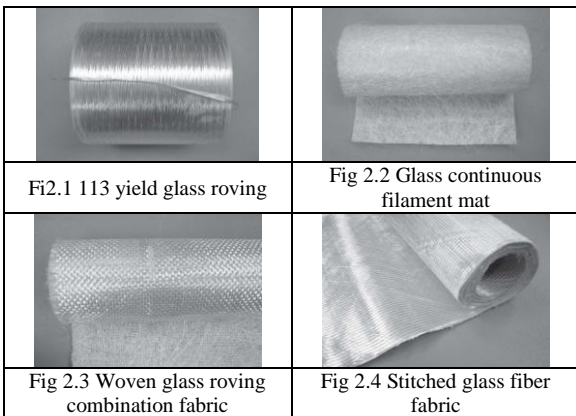 Fi2.1 113 yield glass roving
Fig 2.2 Glass continuous
filament mat
Fig 2.3 Woven glass roving
combination fabric
Fig 2.4 Stitched glass fiber
fabric